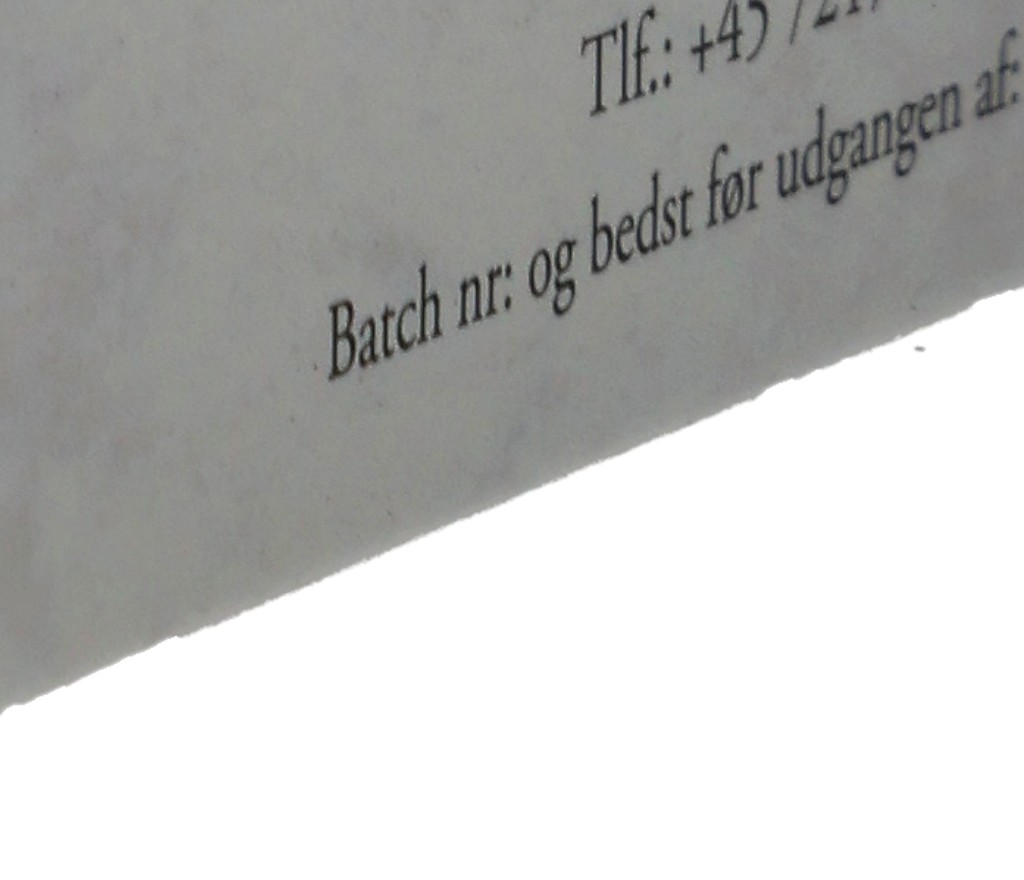 Tlf.: +45
Batch nr: og bedst før udgangen af: